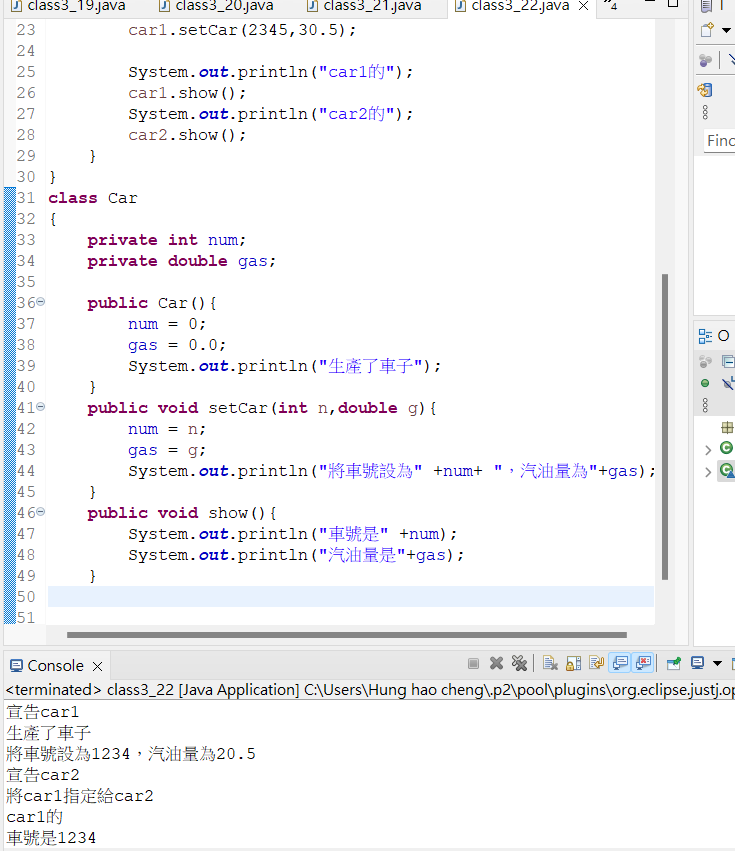 class3_19.java class3_20.java class3_21.java class3_22.java 4
23 car1.setCar(2345,30.5);
24
25 System.out.println("car1的");
26 car1.show();
27 System.out.println("car2的");
28 car2.show();
29 }
30 }
31 class Car
32 {
33 private int num;
34 private double gas;
35
36 public Car(){
37 num = 0;
38 gas = 0.0;
39 System.out.println("生產了車子");
40 }
41 public void setCar(int n,double g){
42 num = n;
43 gas = g;
44 System.out.println("將車號設為" +num+ "，汽油量為"+gas);
45 }
46 public void show(){
47 System.out.println("車號是" +num);
48 System.out.println("汽油量是"+gas);
49 }
50
51
Find
O
Console
<terminated> class3_22 [Java Application] C:\Users\Hung hao cheng\.p2\pool\plugins\org.eclipse.justj.op
宣告car1
生產了車子
將車號設為1234，汽油量為20.5
宣告car2
將car1指定給car2
car1的
車號是1234